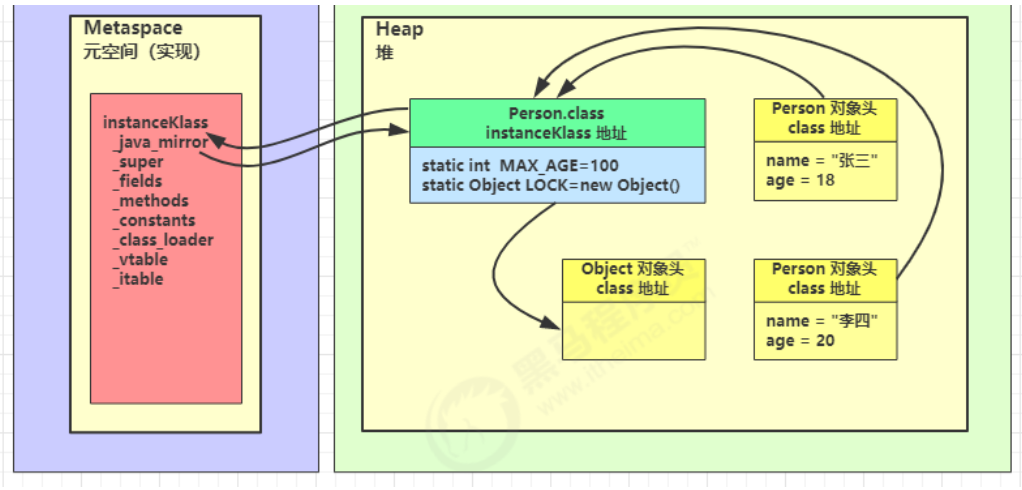 Metaspace
元空间（实现）
instanceKlass
_java_mirror
_super
_fields
_methods
_constants
_class_loader
_vtable
_itable
Heap
堆
Person.class
instanceKlass 地址
static int MAX_AGE=100
static Object LOCK=new Object()
Person 对象头
class 地址
name = "张三"
age = 18
Object 对象头
class 地址
Person 对象头
class 地址
name = "李四"
age = 20
黑马程序员
www.itheima.com